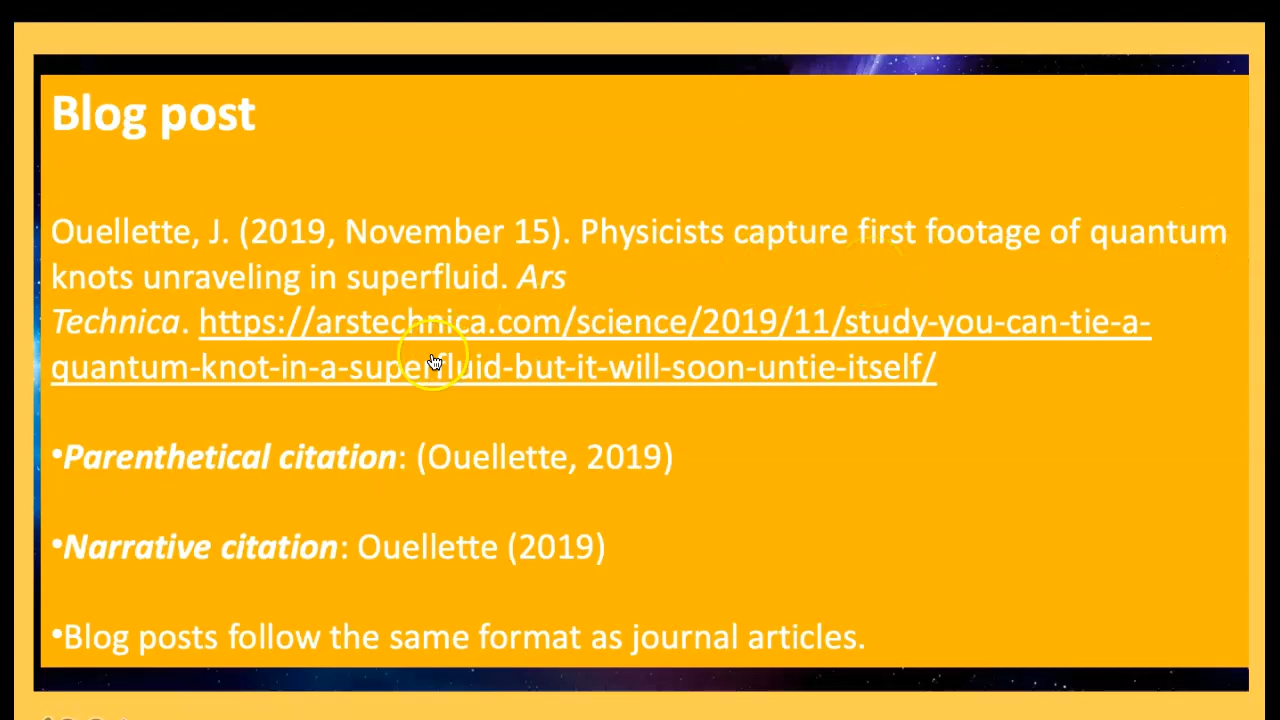 Blog post
Ouellette, J. (2019, November 15). Physicists capture first footage of quantum
knots unraveling in superfluid. Ars
Technica. https://arstechnica.com/science/2019/11/study-you-can-tie-a-
quantum-knot-in-a-superfluid-but-it-will-soon-untie-itself/
•Parenthetical citation: (Ouellette, 2019)
•Narrative citation: Ouellette (2019)
•Blog posts follow the same format as journal articles.